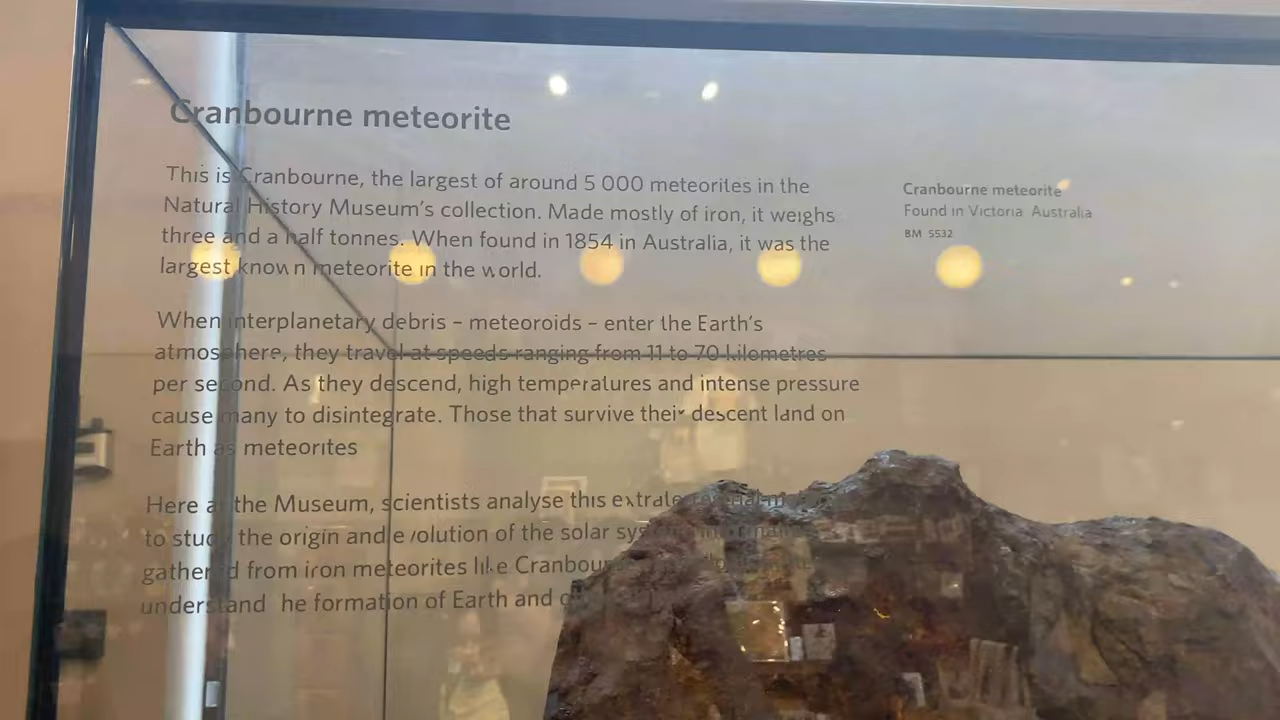 Cranbourne meteorite
This is Cranbourne, the largest of around 5 000 meteorites in the
Natural History Museum's collection. Made mostly of iron, it weighs
three and a half tonnes. When found in 1854 in Australia, it was the
largest known meteorite in the world.
When interplanetary debris – meteoroids – enter the Earth's
atmosphere, they travel at speeds ranging from 11 to 70 kilometres
per second. As they descend, high temperatures and intense pressure
cause many to disintegrate. Those that survive their descent land on
Earth as meteorites
Here at the Museum, scientists analyse this
to study the origin and evolution of the solar
gathered from iron meteorites like
understand the formation of Earth and
Cranbourne meteorite
Found in Victoria Australia
BM 5532